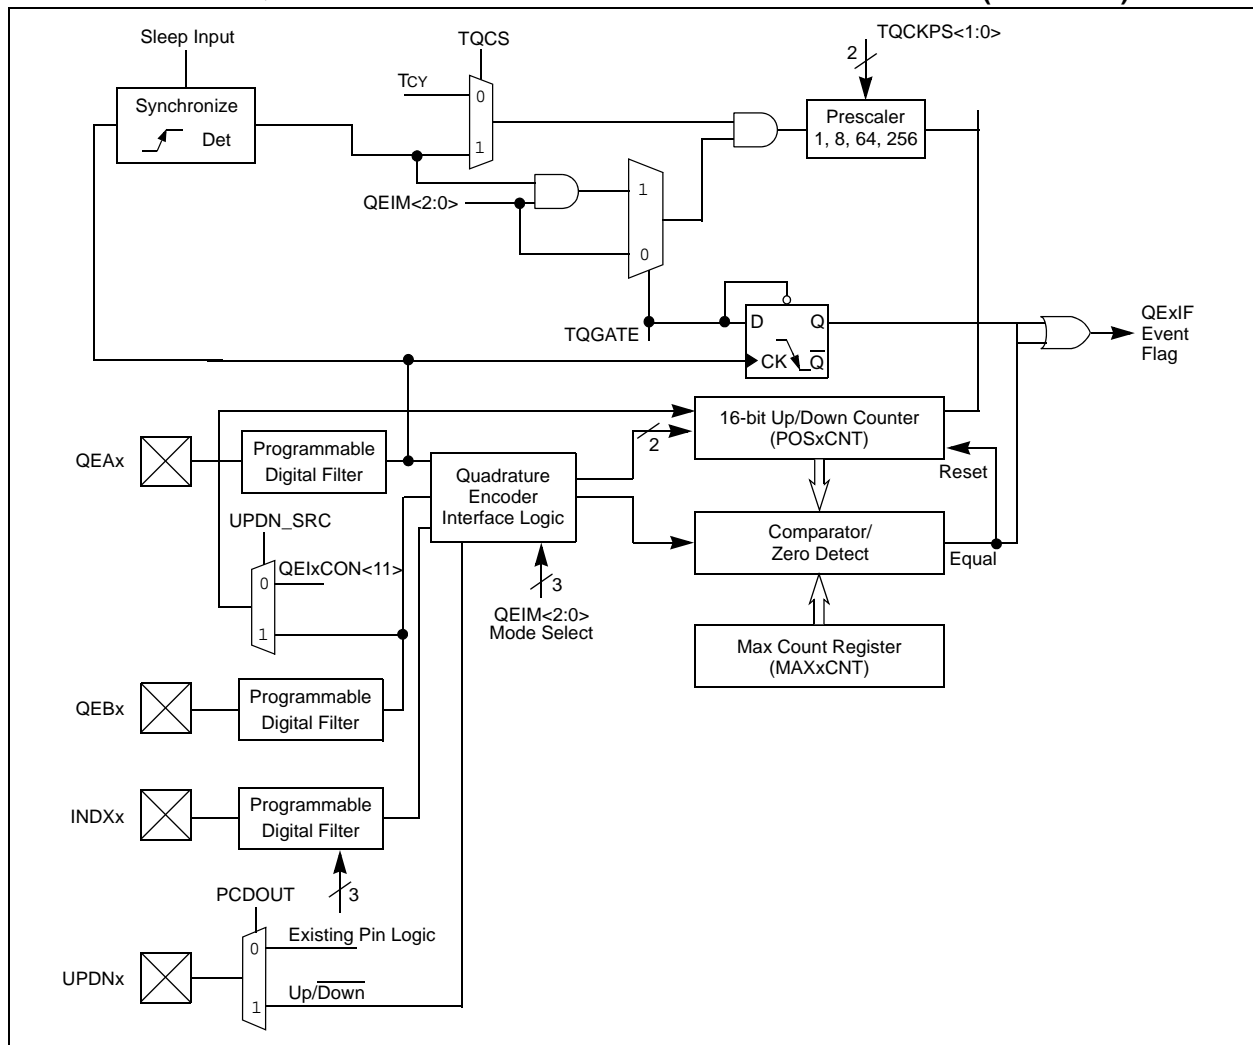 Sleep Input
TQCS
TQCKPS<1:0>
2
TCY
0
1
Synchronize
Det
Prescaler
1, 8, 64, 256
QEIM<2:0>
1
0
TQGATE
D
Q
CK
Q
QExIF
Event
Flag
16-bit Up/Down Counter
(POSxCNT)
2
Reset
QEAx
Programmable
Digital Filter
Quadrature
Encoder
Interface Logic
UPDN_SRC
0
QEIxCON<11>
1
Comparator/
Zero Detect
Equal
3
QEIM<2:0>
Mode Select
Max Count Register
(MAXxCNT)
QEBx
Programmable
Digital Filter
INDXx
Programmable
Digital Filter
3
PCDOUT
0
Existing Pin Logic
UPDNx
1
Up/Down